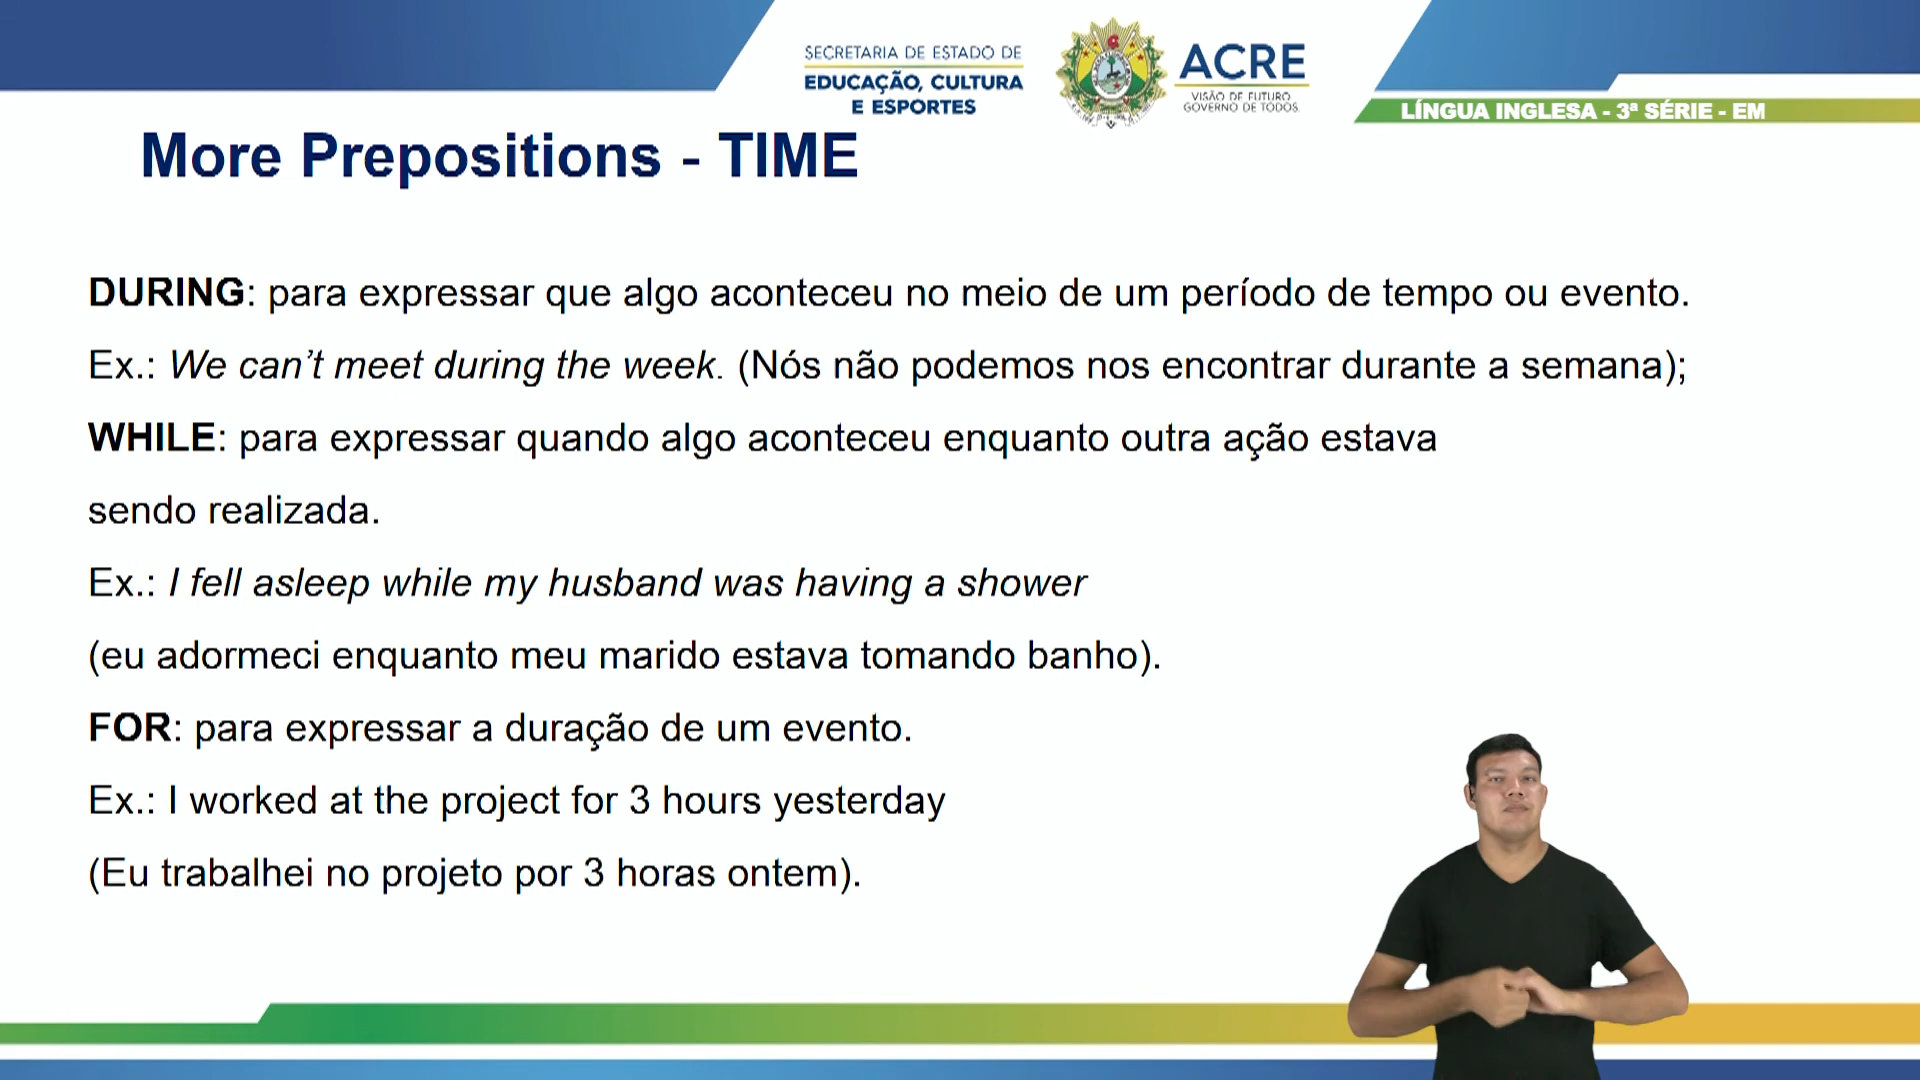 SECRETARIA DE ESTADO DE
EDUCAÇÃO, CULTURA
E ESPORTES
ACRE
VISÃO DE FUTURO
GOVERNO DE TODOS.
LÍNGUA INGLESA - 3ª SÉRIE - EM
More Prepositions - TIME
DURING: para expressar que algo aconteceu no meio de um período de tempo ou evento.
Ex.: We can’t meet during the week. (Nós não podemos nos encontrar durante a semana);
WHILE: para expressar quando algo aconteceu enquanto outra ação estava
sendo realizada.
Ex.: I fell asleep while my husband was having a shower
(eu adormeci enquanto meu marido estava tomando banho).
FOR: para expressar a duração de um evento.
Ex.: I worked at the project for 3 hours yesterday
(Eu trabalhei no projeto por 3 horas ontem).